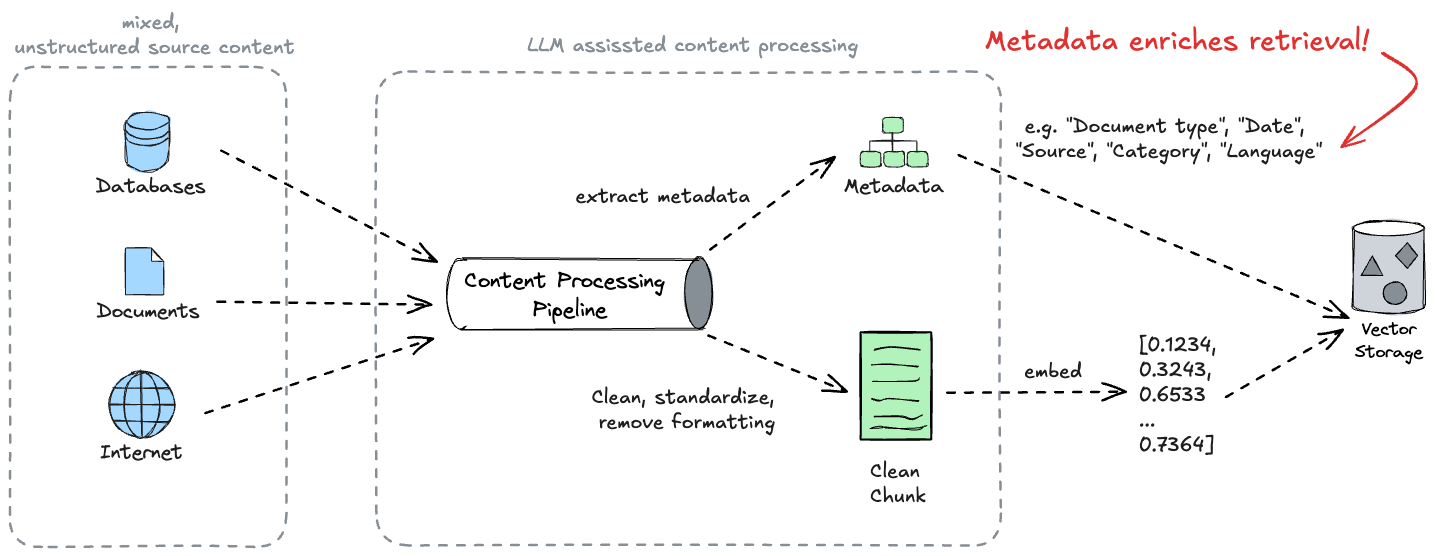 mixed,
unstructured source content
LLM assissted content processing
Metadata enriches retrieval!
Databases
Documents
Internet
Content Processing
Pipeline
extract metadata
Clean, standardize,
remove formatting
Metadata
Clean
Chunk
e.g. "Document type", "Date",
"Source", "Category", "Language"
embed
[0.1234,
0.3243,
0.6533
...
0.7364]
Vector
Storage